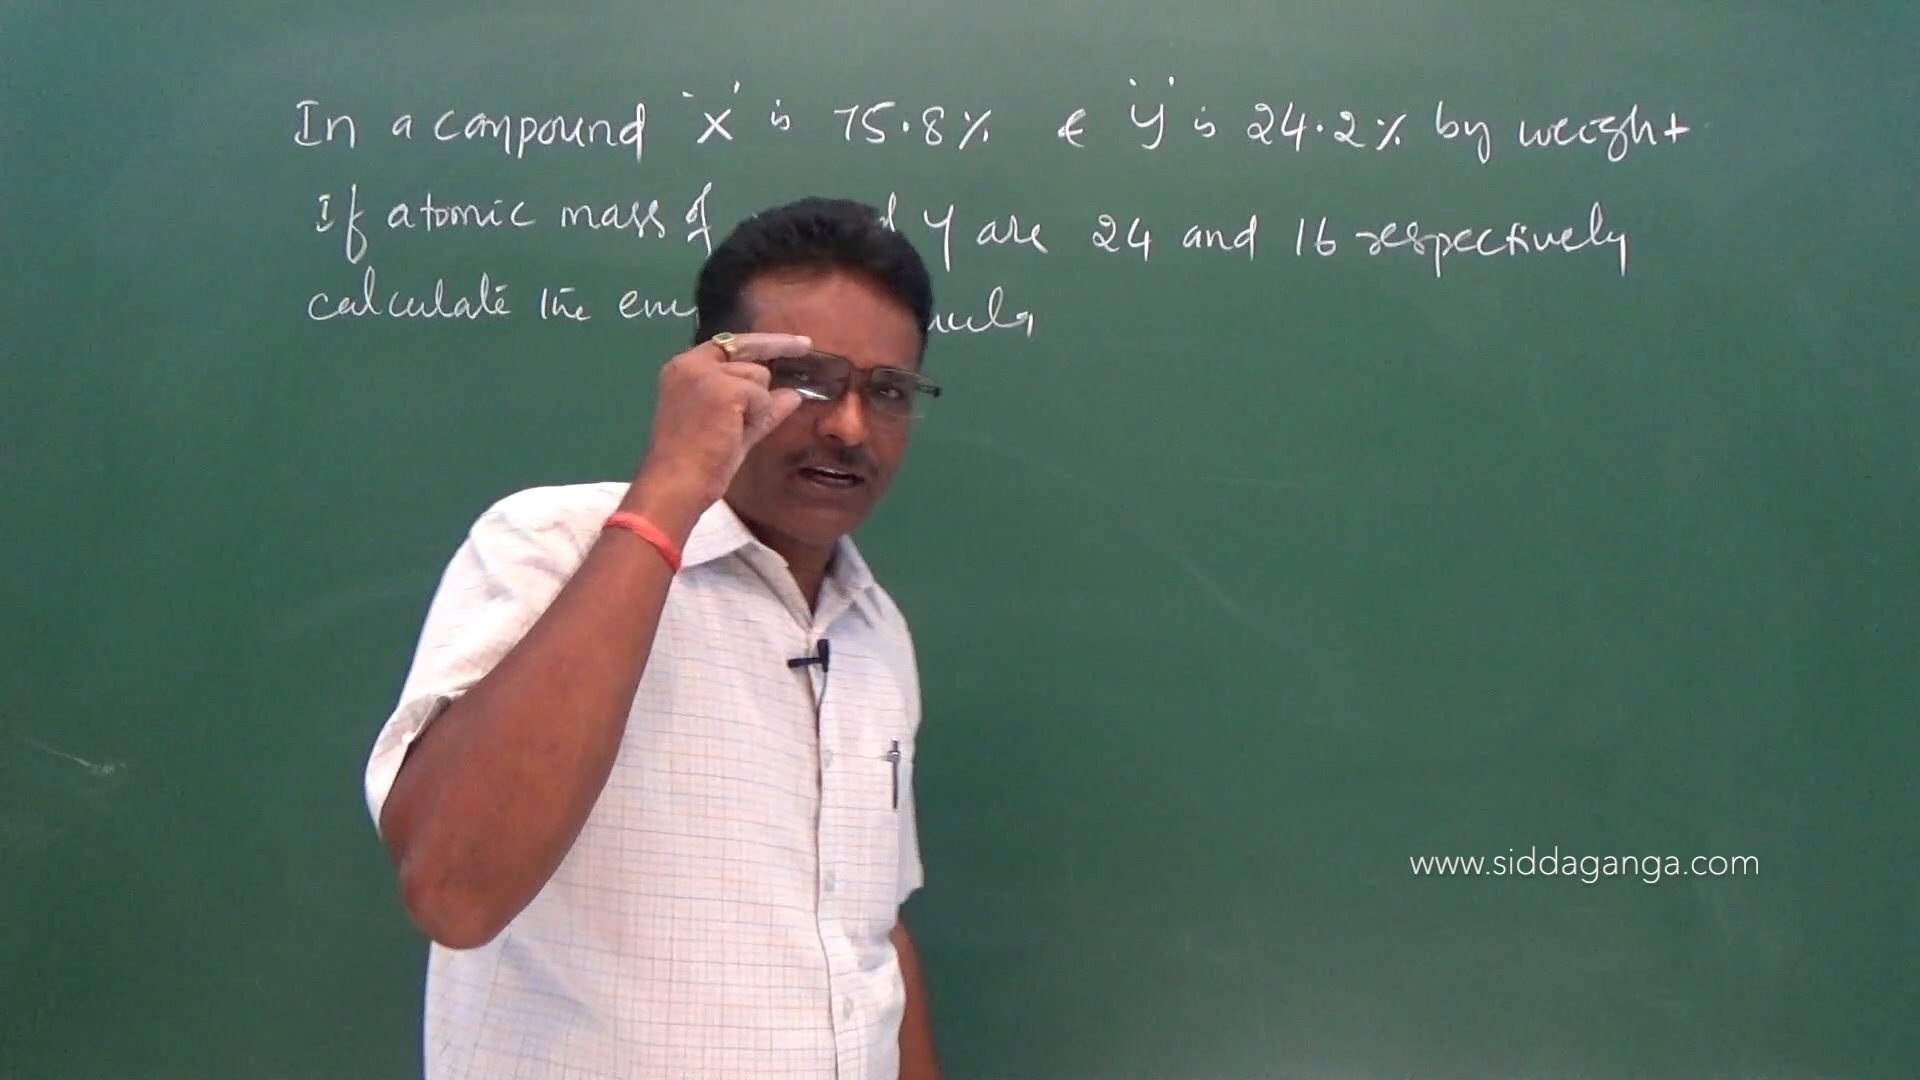 In a compound 'X' is 75.8% & 'Y' is 24.2% by weight
If atomic mass of Y are 24 and 16 respectively
calculate the
www.siddaganga.com